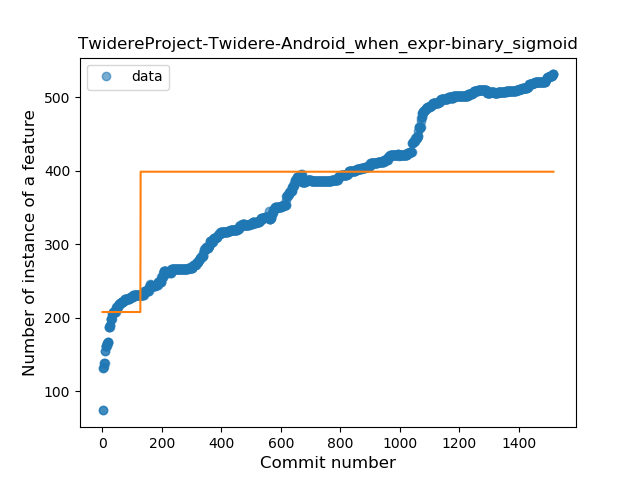 TwidereProject-Twidere-Android_when_expr-binary_sigmoid
data
Number of instance of a feature
500
400
300
200
100
0 200 400 600 800 1000 1200 1400
Commit number